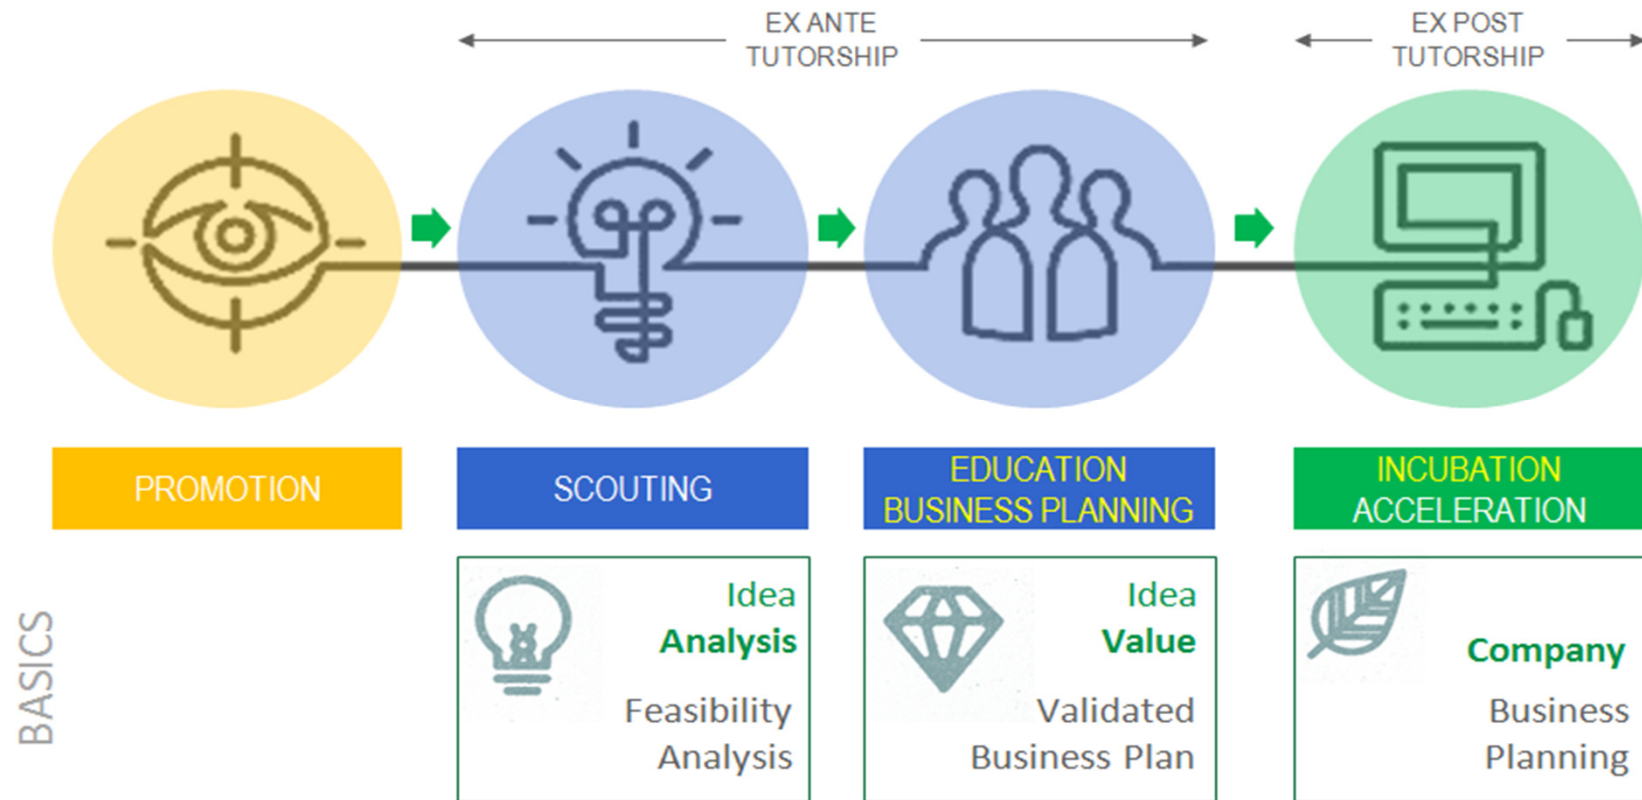 EX ANTE
TUTORSHIP
EX POST
TUTORSHIP
PROMOTION
SCOUTING
EDUCATION
BUSINESS PLANNING
INCUBATION
ACCELERATION
BASICS
Idea
Analysis
Feasibility
Analysis
Idea
Value
Validated
Business Plan
Company
Business
Planning